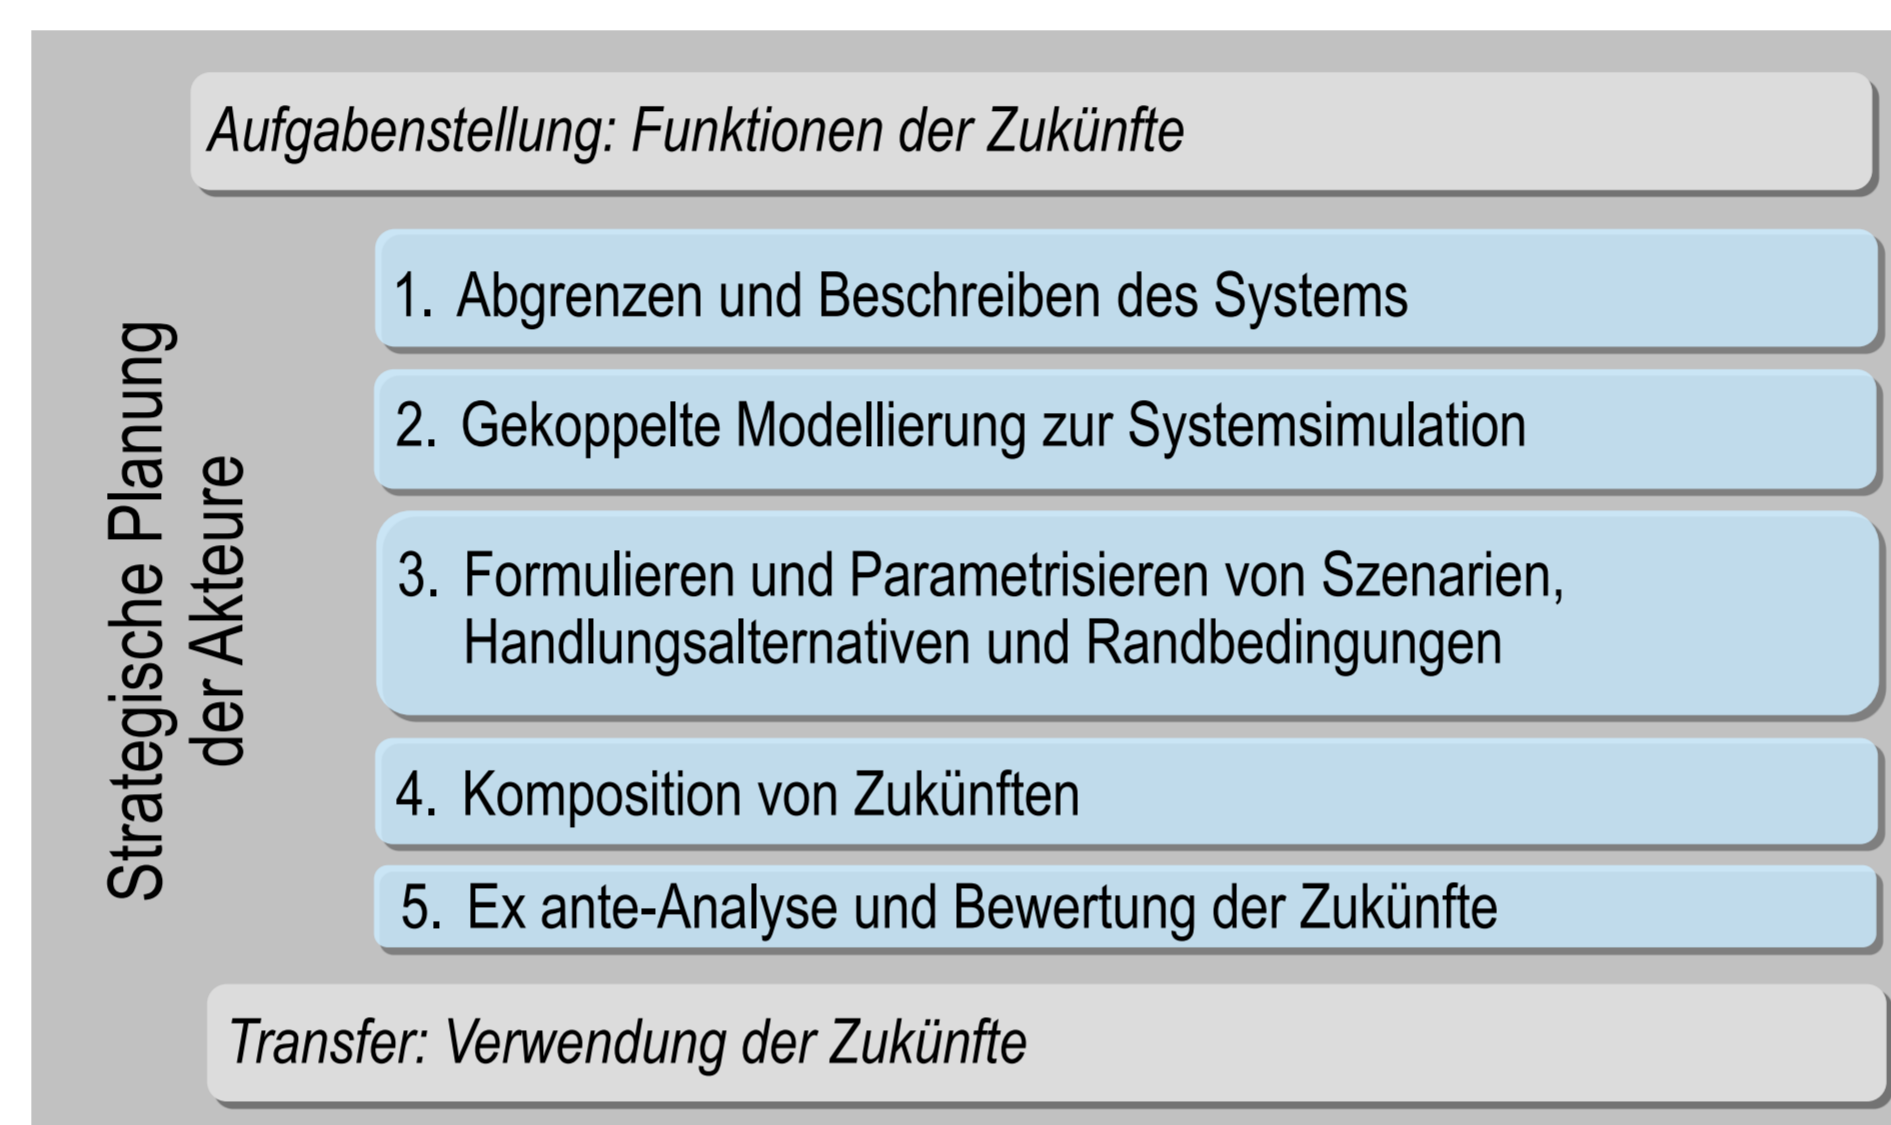 Aufgabenstellung: Funktionen der Zukünfte
Strategische Planung
der Akteure
1. Abgrenzen und Beschreiben des Systems
2. Gekoppelte Modellierung zur Systemsimulation
3. Formulieren und Parametrisieren von Szenarien,
Handlungsalternativen und Randbedingungen
4. Komposition von Zukünften
5. Ex ante-Analyse und Bewertung der Zukünfte
Transfer: Verwendung der Zukünfte